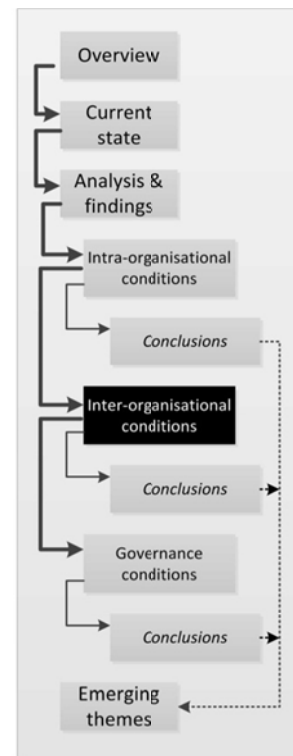 Overview
Current
state
Analysis &
findings
Intra-organisational
conditions
Conclusions
Inter-organisational
conditions
Conclusions
Governance
conditions
Conclusions
Emerging
themes